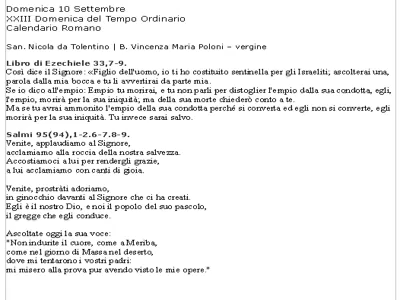 Domenica 10 Settembre
XXIII Domenica del Tempo Ordinario
Calendario Romano
San. Nicola da Tolentino | B. Vincenza Maria Poloni – vergine
Libro di Ezechiele 33,7-9.
Così dice il Signore: «Figlio dell'uomo, io ti ho costituito sentinella per gli Israeliti; ascolterai una,
parola dalla mia bocca e tu li avvertirai da parte mia.
Se io dico all'empio: Empio tu morirai, e tu non parli per distoglier l'empio dalla sua condotta, egli,
l'empio, morirà per la sua iniquità; ma della sua morte chiederò conto a te.
Ma se tu avrai ammonito l'empio della sua condotta perché si converta ed egli non si converte, egli
morirà per la sua iniquità. Tu invece sarai salvo.
Salmi 95(94),1-2.6-7.8-9.
Venite, applaudiamo al Signore,
acclamiamo alla roccia della nostra salvezza.
Accostiamoci a lui per rendergli grazie,
a lui acclamiamo con canti di gioia.
Venite, prostràti adoriamo,
in ginocchio davanti al Signore che ci ha creati.
Egli è il nostro Dio, e noi il popolo del suo pascolo,
il gregge che egli conduce.
Ascoltate oggi la sua voce:
"Non indurite il cuore, come a Meriba,
come nel giorno di Massa nel deserto,
dove mi tentarono i vostri padri:
mi misero alla prova pur avendo visto le mie opere."